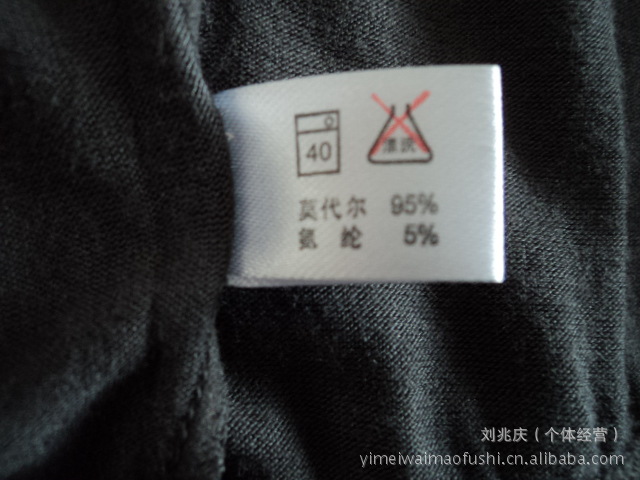 40
漂洗
莫代尔 95%
氨纶 5%
刘兆庆（个体经营）
yimeiwaimaofushi.cn.alibaba.com